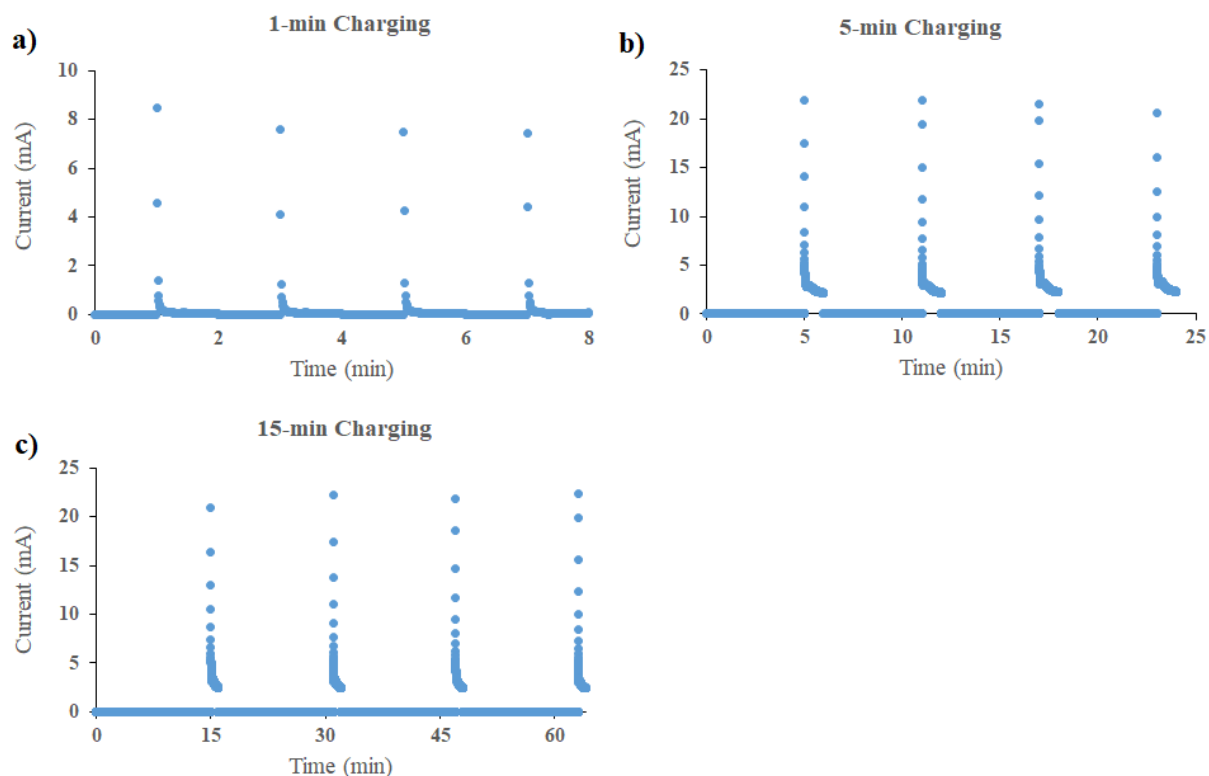 a)
1-min Charging
10
8
6
4
2
0
Current (mA)
0 2 4 6 8
Time (min)
b)
5-min Charging
25
20
15
10
5
0
Current (mA)
0 5 10 15 20 25
Time (min)
c)
15-min Charging
25
20
15
10
5
0
Current (mA)
0 15 30 45 60
Time (min)